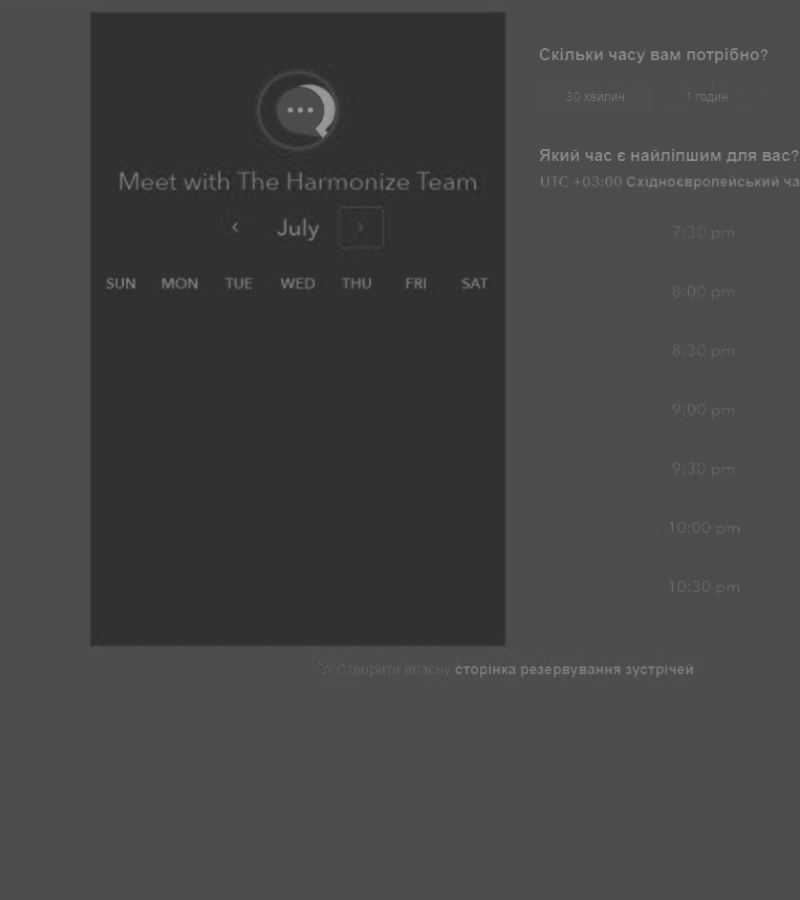 Meet with The Harmonize Team
July
SUN MON TUE WED THU FRI SAT
Скільки часу вам потрібно?
30 хвилин 1 годин
Який час є найліпшим для вас?
UTC +03:00 Східноєвропейський ча
7:30 pm
8:00 pm
8:30 pm
9:00 pm
9:30 pm
10:00 pm
10:30 pm
Створити власну сторінка резервування зустрічей